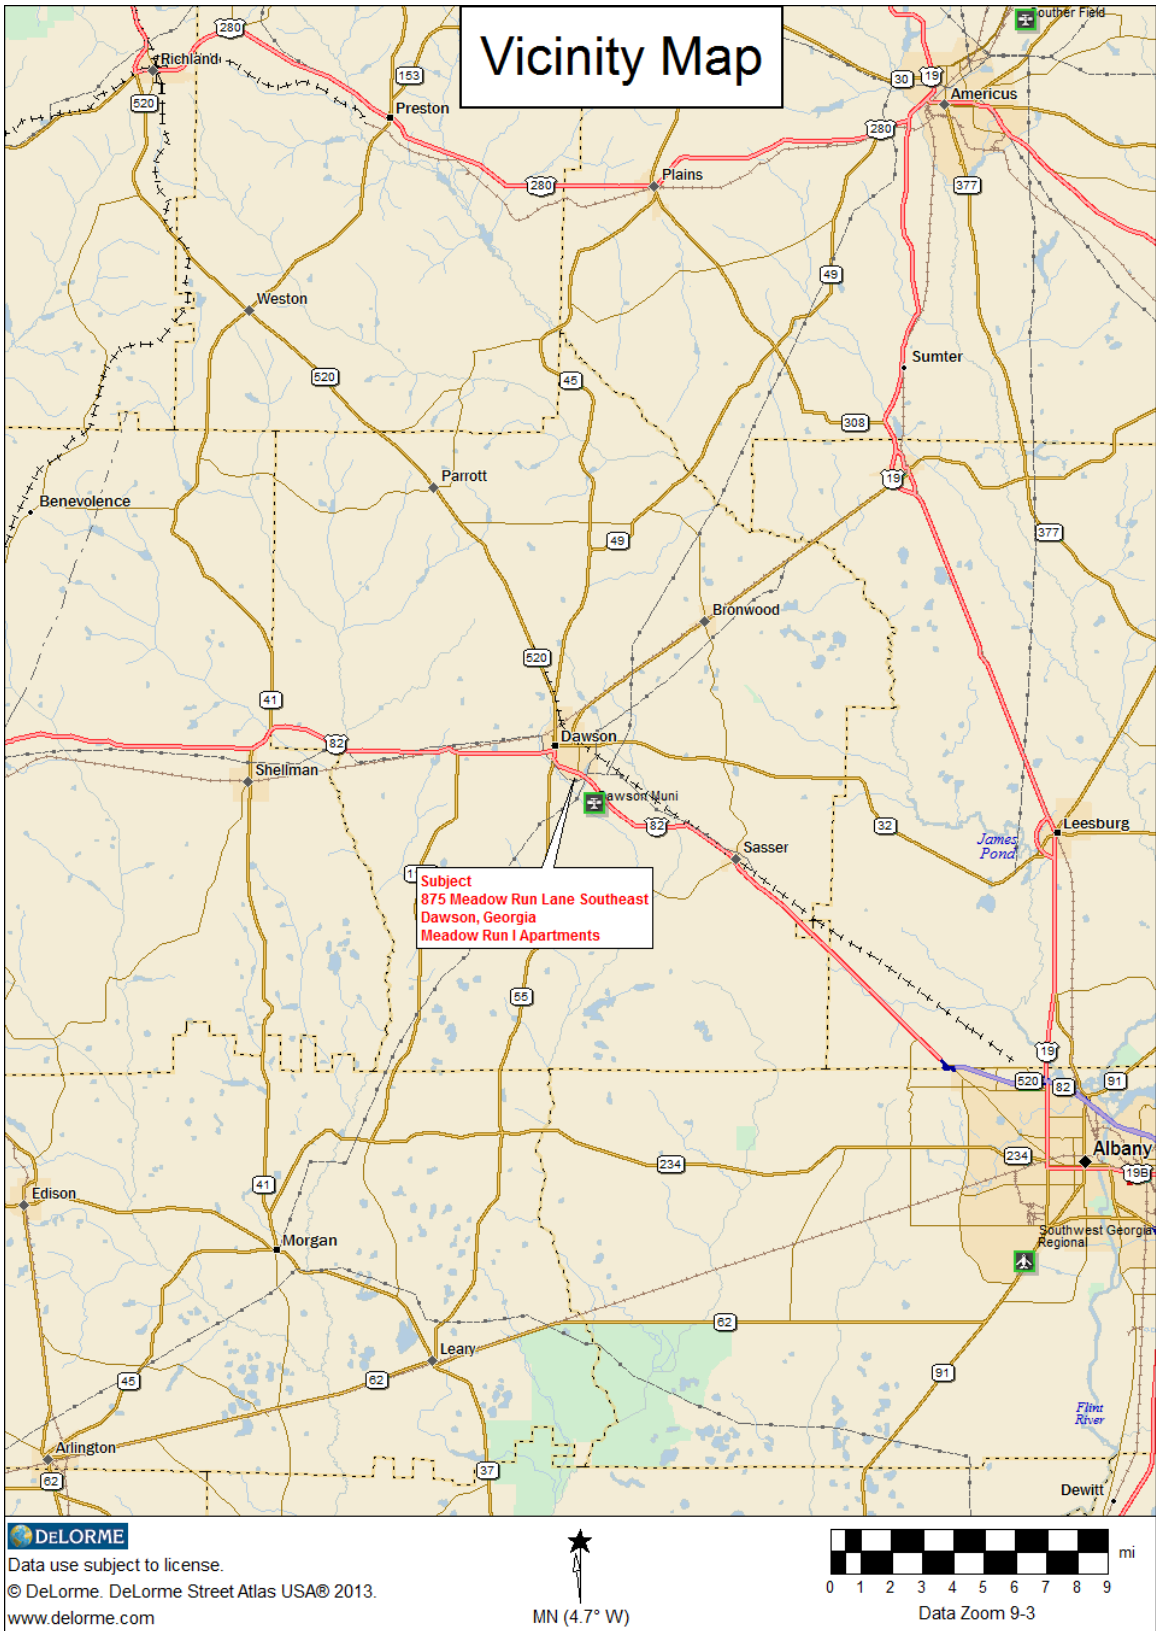 Vicinity Map
Souther Field
280
Richland
153
30
19
Americus
520
Preston
280
Plains
280
377
49
Weston
520
45
Sumter
308
Parrott
19
Benevolence
49
377
Bronwood
520
41
82
Dawson
Shellman
Dawson Muni
82
32
Leesburg
James
Pond
Sasser
Subject
875 Meadow Run Lane Southeast
Dawson, Georgia
Meadow Run I Apartments
55
19
520
82
91
234
234
Albany
19B
41
Edison
Morgan
Southwest Georgia
Regional
62
Leary
62
91
45
Flint
River
Arlington
62
37
Dewitt
DELORME
Data use subject to license.
© DeLorme. DeLorme Street Atlas USA® 2013.
www.delorme.com
MN (4.7° W)
mi
0 1 2 3 4 5 6 7 8 9
Data Zoom 9-3